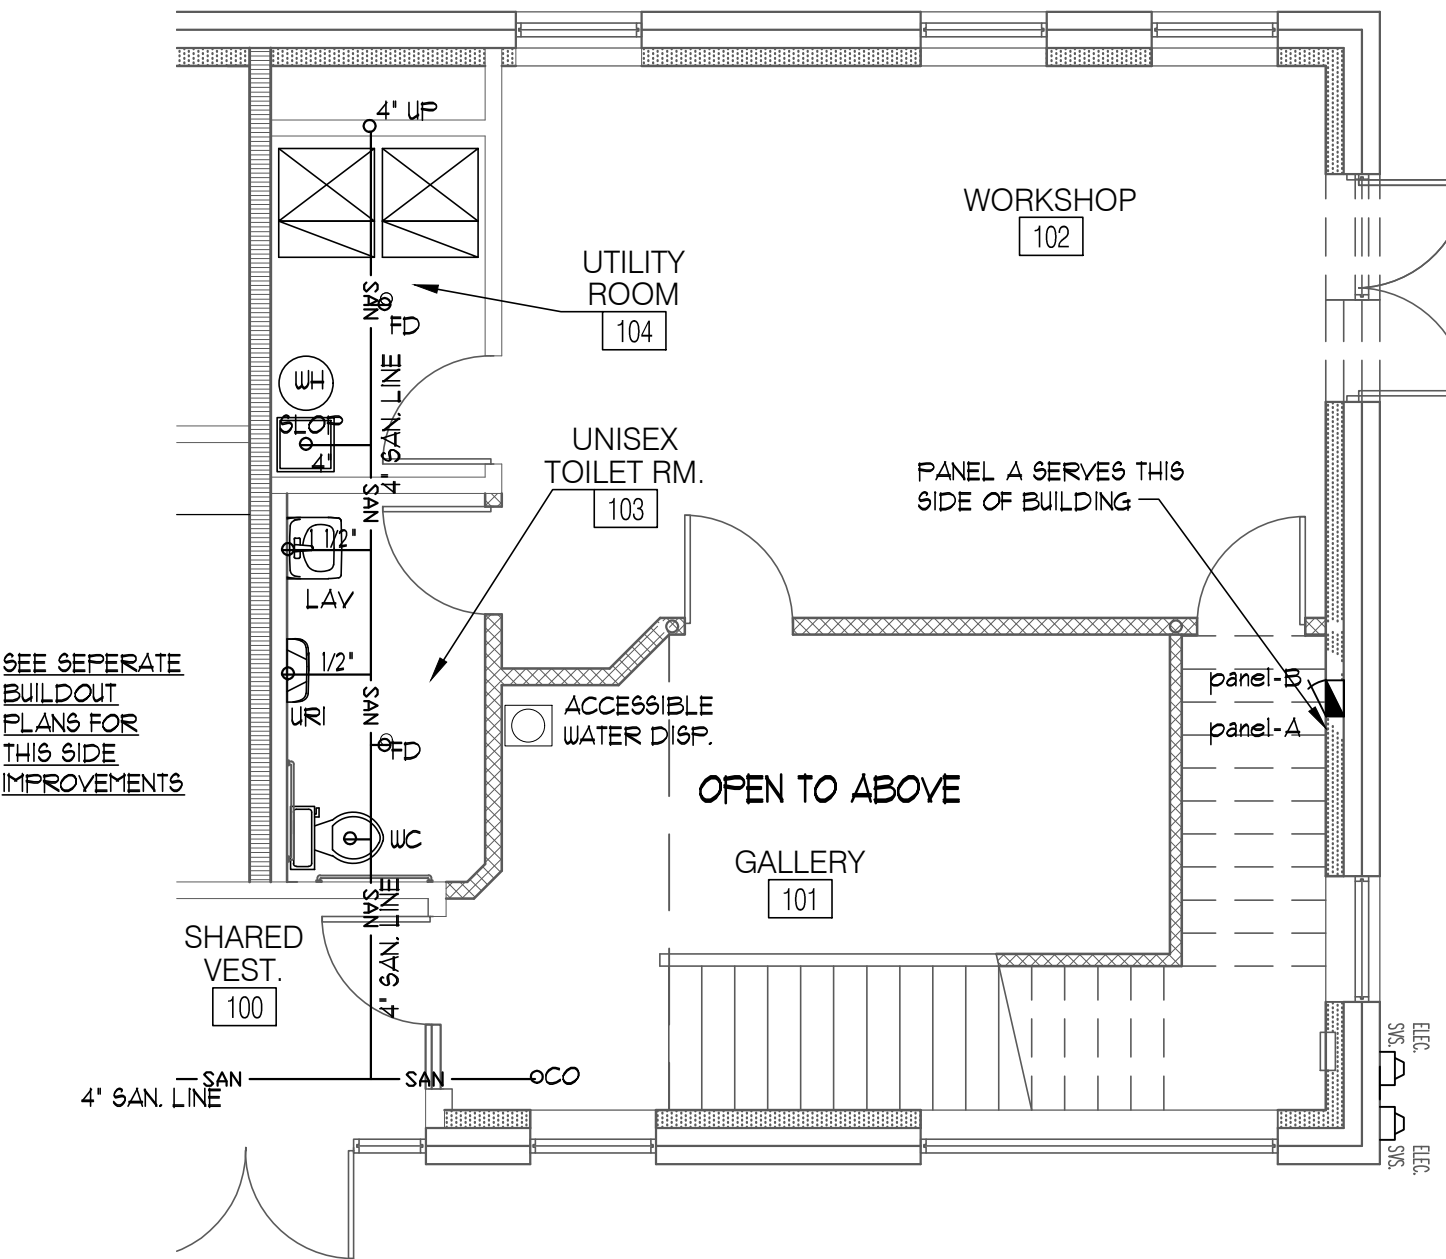 4" UP
WORKSHOP
102
UTILITY
ROOM
104
SAN
FD
WH
4" SAN. LINE
SLOP
4"
UNISEX
TOILET RM.
103
PANEL A SERVES THIS
SIDE OF BUILDING
SAN
1 1/2"
LAV
SEE SEPERATE
BUILDOUT
PLANS FOR
THIS SIDE
IMPROVEMENTS
1/2"
SAN
URI
FD
ACCESSIBLE
WATER DISP.
panel-B
panel-A
OPEN TO ABOVE
WC
GALLERY
101
SAN
4" SAN. LINE
SHARED
VEST.
100
ELEC.
SVS.
SAN
SAN
CO
4" SAN. LINE
ELEC.
SVS.